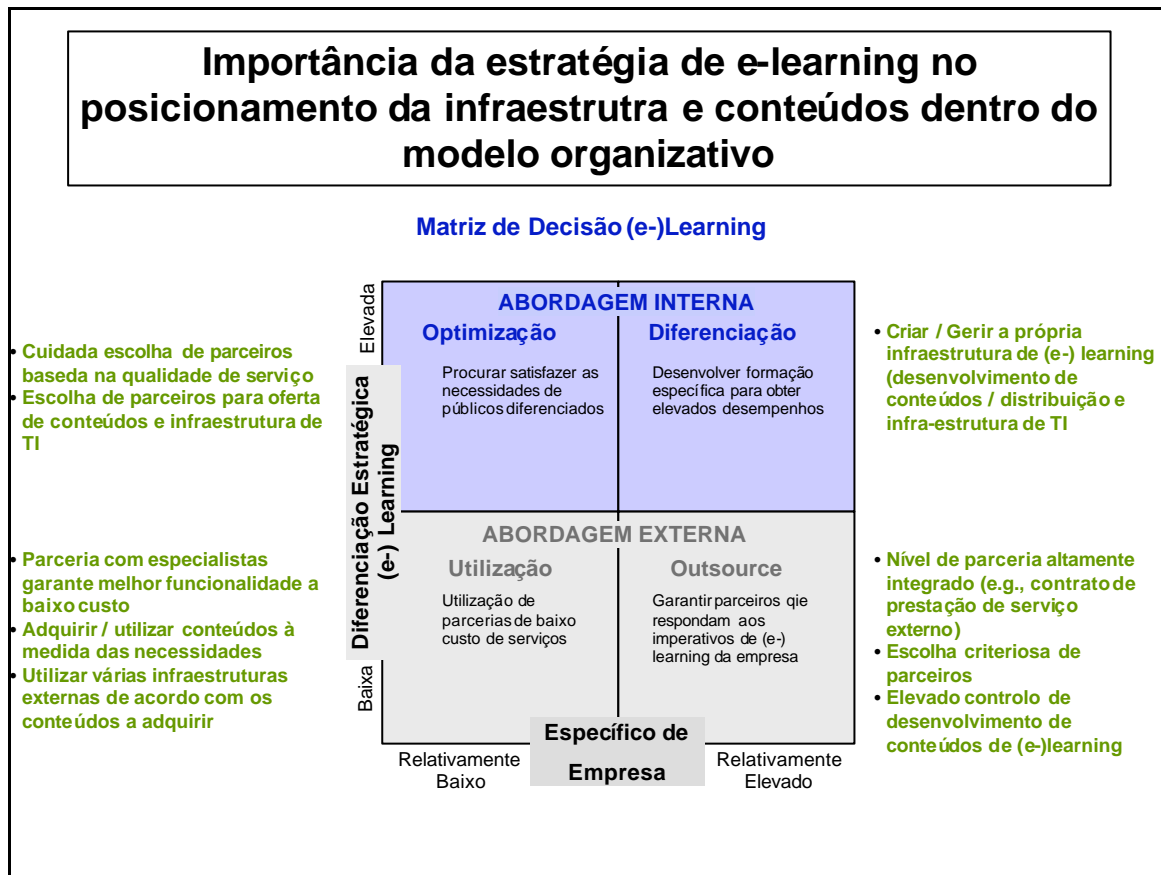 Importância da estratégia de e-learning no
posicionamento da infraestrutra e conteúdos dentro do
modelo organizativo
Matriz de Decisão (e-)Learning
• Cuidada escolha de parceiros
baseda na qualidade de serviço
• Escolha de parceiros para oferta
de conteúdos e infraestrutura de
TI
• Parceria com especialistas
garante melhor funcionalidade a
baixo custo
• Adquirir / utilizar conteúdos à
medida das necessidades
• Utilizar várias infraestruturas
externas de acordo com os
conteúdos a adquirir
Diferenciação Estratégica
(e-) Learning
Elevada
Baixa
ABORDAGEM INTERNA
Optimização
Procurar satisfazer as
necessidades de
públicos diferenciados
Diferenciação
Desenvolver formação
específica para obter
elevados desempenhos
ABORDAGEM EXTERNA
Utilização
Utilização de
parcerias de baixo
custo de serviços
Outsource
Garantir parceiros qie
respondam aos
imperativos de (e-)
learning da empresa
Relativamente
Baixo
Específico de
Empresa
Relativamente
Elevado
• Criar / Gerir a própria
infraestrutura de (e-) learning
(desenvolvimento de
conteúdos / distribuição e
infra-estrutura de TI
• Nível de parceria altamente
integrado (e.g., contrato de
prestação de serviço
externo)
• Escolha criteriosa de
parceiros
• Elevado controlo de
desenvolvimento de
conteúdos de (e-)learning